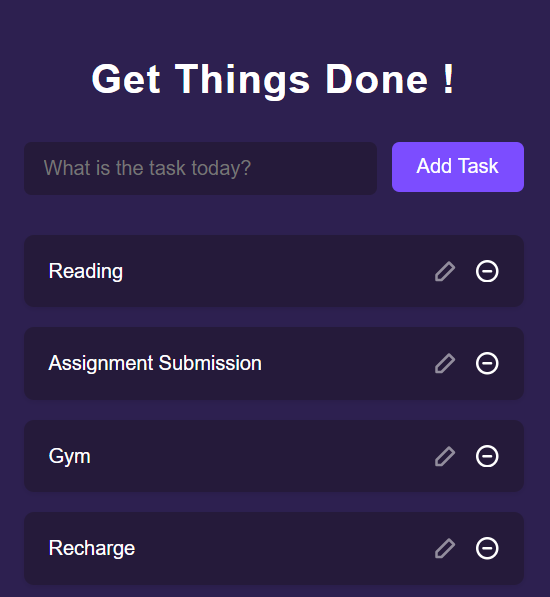 Get Things Done !
What is the task today?
Add Task
Reading
Assignment Submission
Gym
Recharge